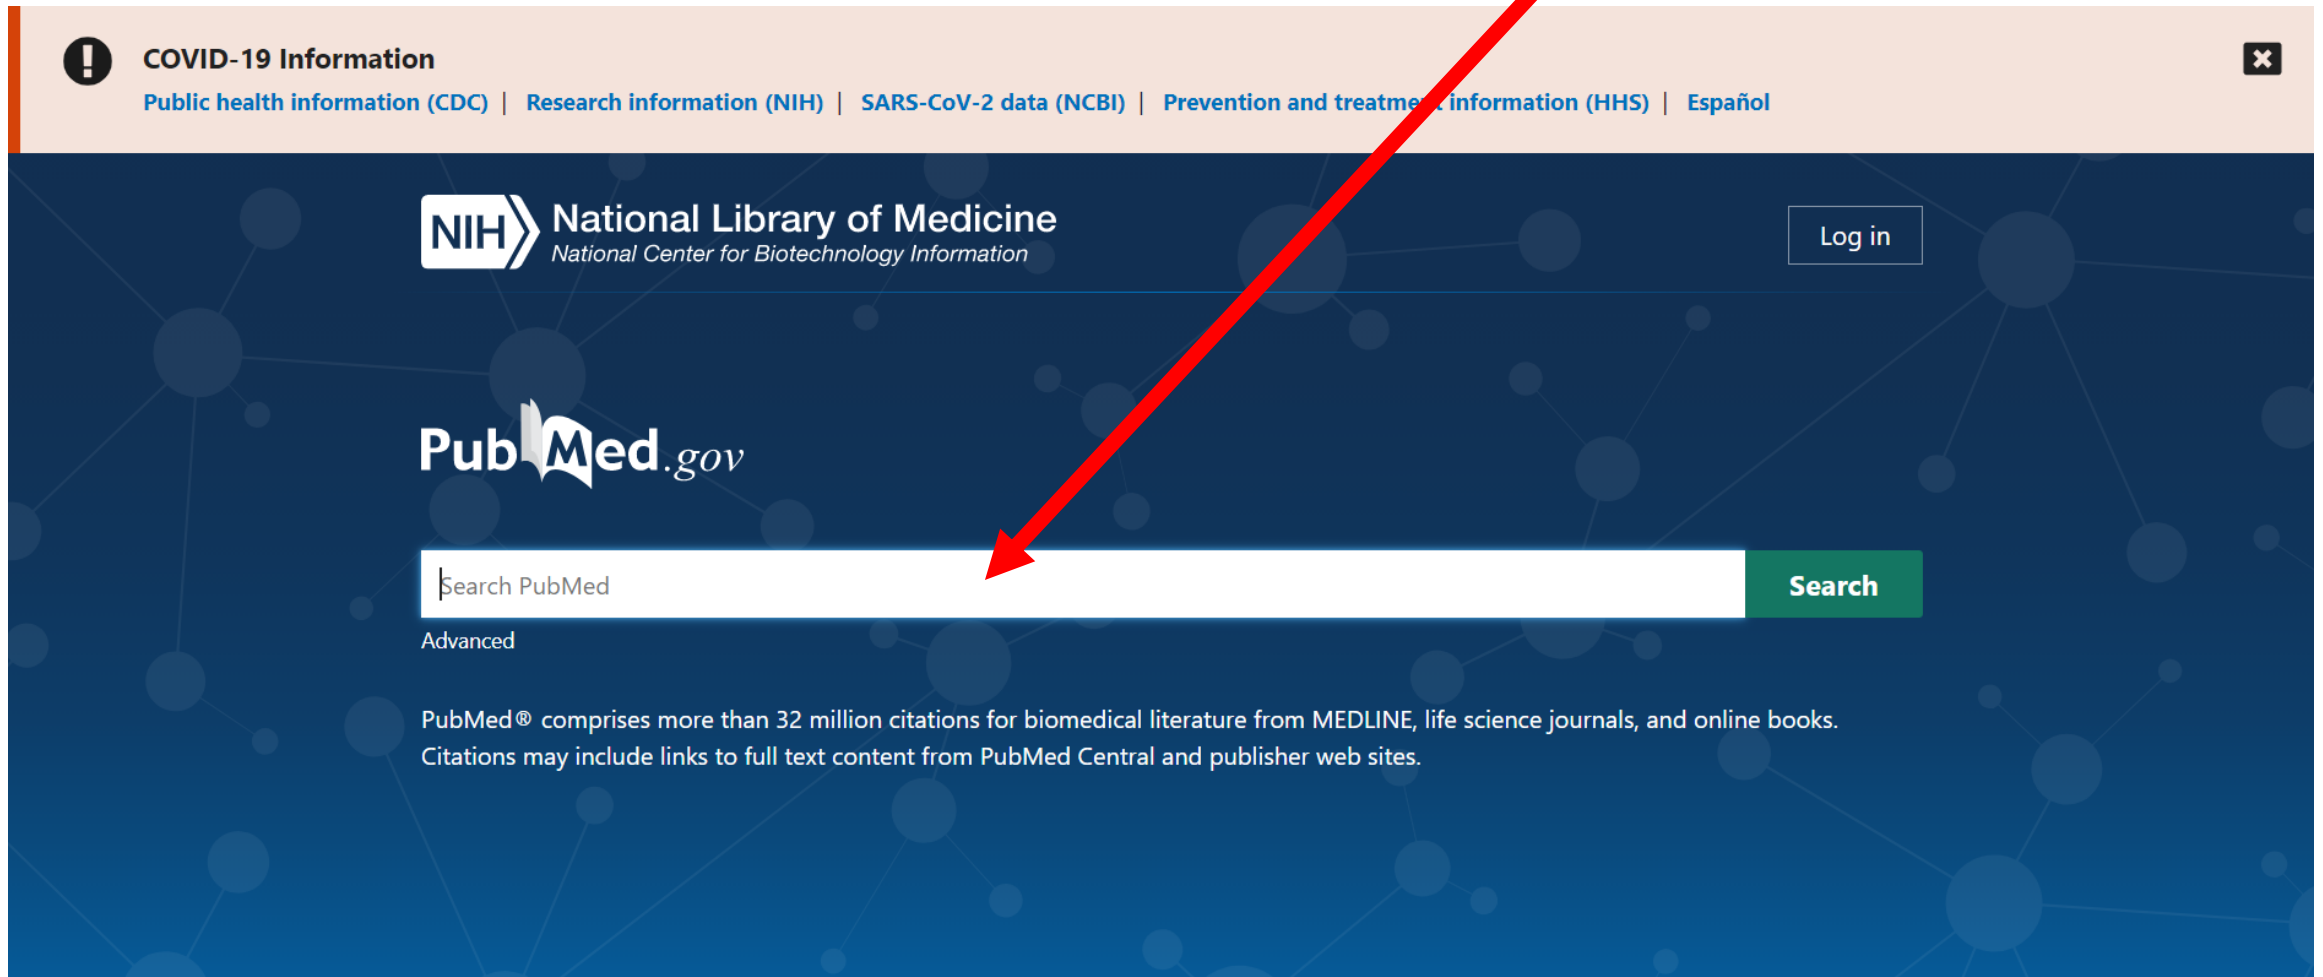 COVID-19 Information
Public health information (CDC) | Research information (NIH) | SARS-CoV-2 data (NCBI) | Prevention and treatment information (HHS) | Español
NIH National Library of Medicine
National Center for Biotechnology Information
Log in
PubMed.gov
Search PubMed
Search
Advanced
PubMed® comprises more than 32 million citations for biomedical literature from MEDLINE, life science journals, and online books.
Citations may include links to full text content from PubMed Central and publisher web sites.